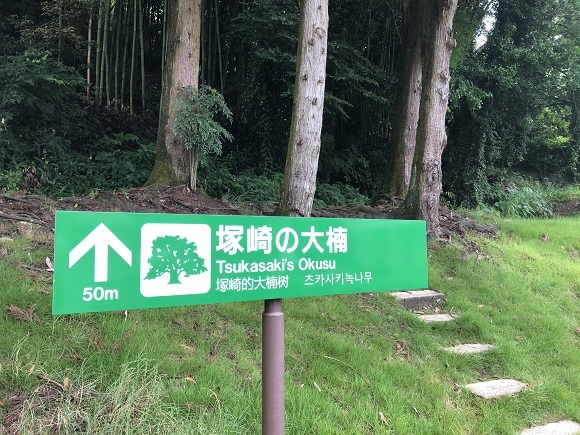 塚崎の大楠
Tsukasaki's Okusu
塚崎的大楠树 츠카사키녹나무
50m